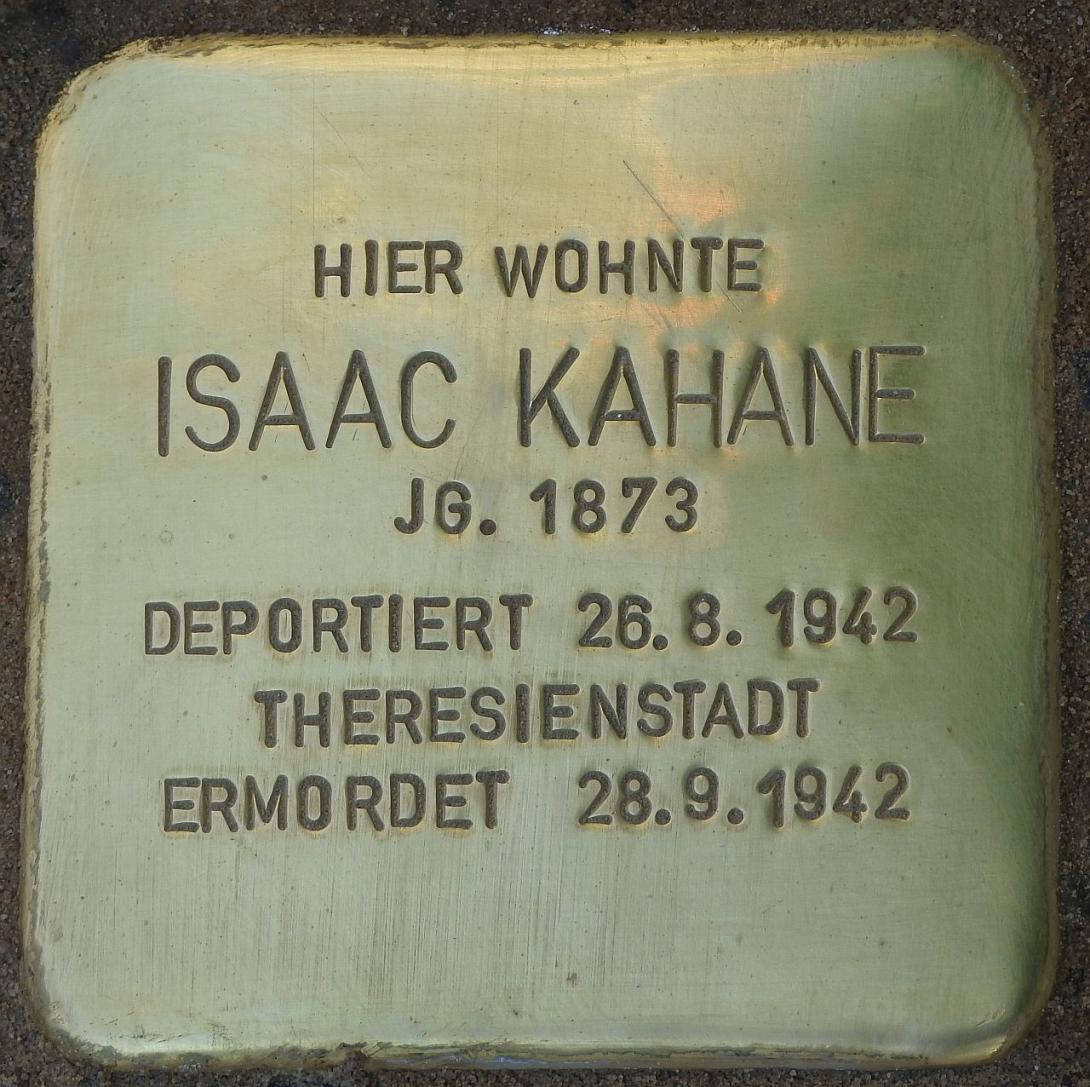 HIER WOHNTE
ISAAC KAHANE
JG. 1873
DEPORTIERT 26.8. 1942
THERESIENSTADT
ERMORDET 28.9.1942